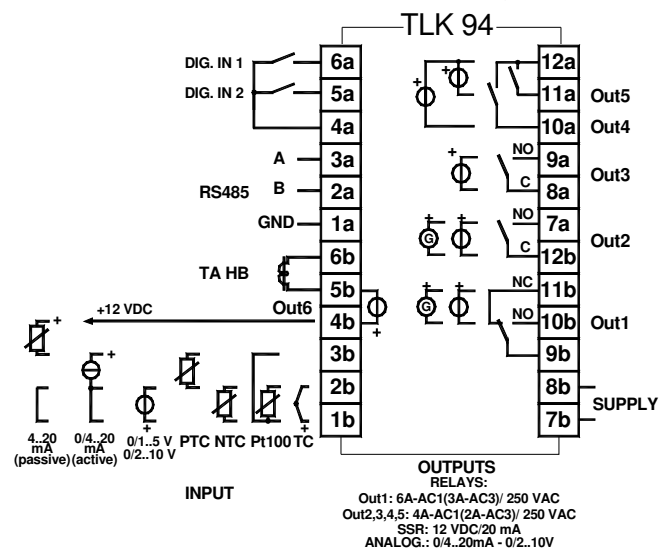 TLK 94
DIG. IN 1
DIG. IN 2
6a
5a
4a
A
3a
RS485
B
2a
GND
1a
6b
TA HB
5b
Out6
+12 VDC
4b
+
3b
2b
1b
+
+
+
+
4..20
mA
(passive)
0/4..20
mA
(active)
0/1..5 V
0/2..10 V
PTC
NTC
Pt100
TC
INPUT
12a
+
+
11a
Out5
10a
Out4
+
NO
9a
Out3
C
8a
+
+
NO
7a
G
Out2
C
12b
+
+
NC
11b
G
NO
10b
Out1
9b
8b
SUPPLY
7b
OUTPUTS
RELAYS:
Out1: 6A-AC1(3A-AC3)/ 250 VAC
Out2,3,4,5: 4A-AC1(2A-AC3)/ 250 VAC
SSR: 12 VDC/20 mA
ANALOG.: 0/4..20mA - 0/2..10V